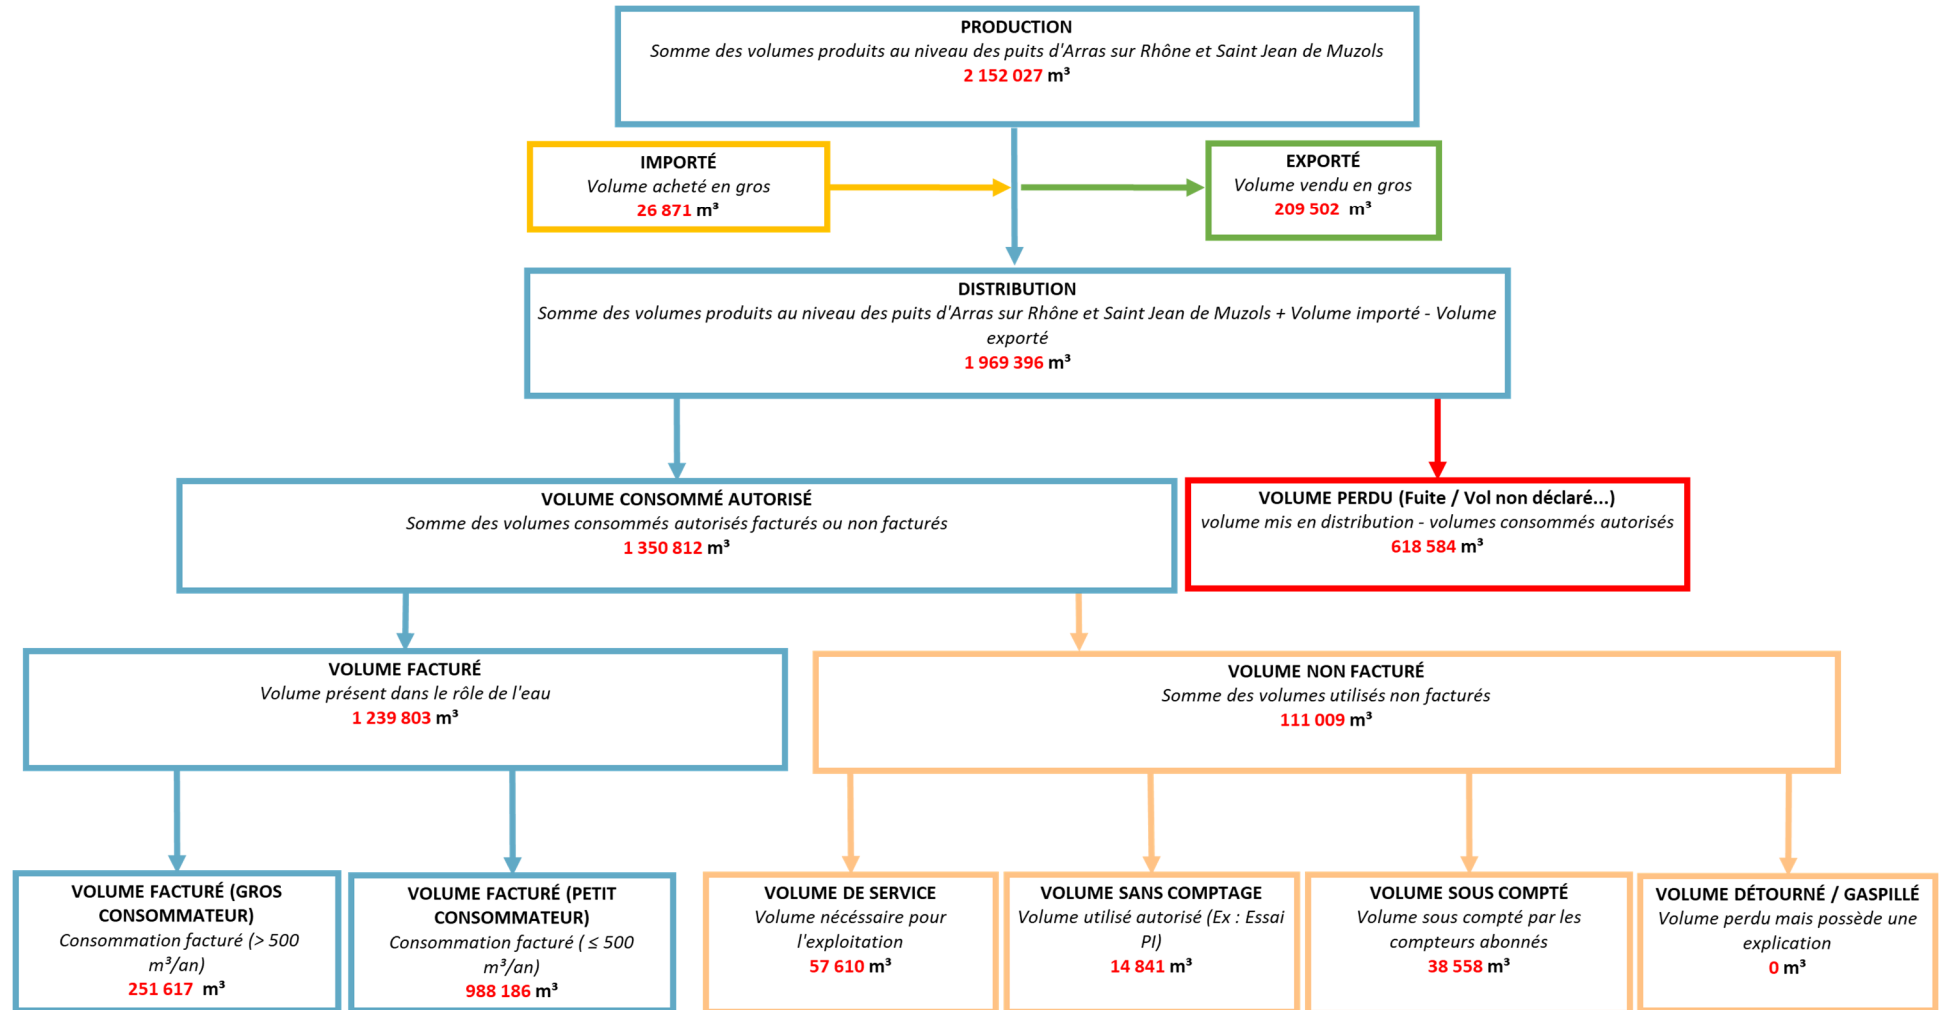 PRODUCTION
Somme des volumes produits au niveau des puits d'Arras sur Rhône et Saint Jean de Muzols
2 152 027 m³
IMPORTÉ
Volume acheté en gros
26 871 m³
EXPORTÉ
Volume vendu en gros
209 502 m³
DISTRIBUTION
Somme des volumes produits au niveau des puits d'Arras sur Rhône et Saint Jean de Muzols + Volume importé - Volume
exporté
1 969 396 m³
VOLUME CONSOMMÉ AUTORISÉ
Somme des volumes consommés autorisés facturés ou non facturés
1 350 812 m³
VOLUME PERDU (Fuite / Vol non déclaré...)
volume mis en distribution - volumes consommés autorisés
618 584 m³
VOLUME FACTURÉ
Volume présent dans le rôle de l'eau
1 239 803 m³
VOLUME NON FACTURÉ
Somme des volumes utilisés non facturés
111 009 m³
VOLUME FACTURÉ (GROS
CONSOMMATEUR)
Consommation facturé (> 500
m³/an)
251 617 m³
VOLUME FACTURÉ (PETIT
CONSOMMATEUR)
Consommation facturé ( ≤ 500
m³/an)
988 186 m³
VOLUME DE SERVICE
Volume nécéssaire pour
l'exploitation
57 610 m³
VOLUME SANS COMPTAGE
Volume utilisé autorisé (Ex : Essai
PI)
14 841 m³
VOLUME SOUS COMPTÉ
Volume sous compté par les
compteurs abonnés
38 558 m³
VOLUME DÉTOURNÉ / GASPILLÉ
Volume perdu mais possède une
explication
0 m³